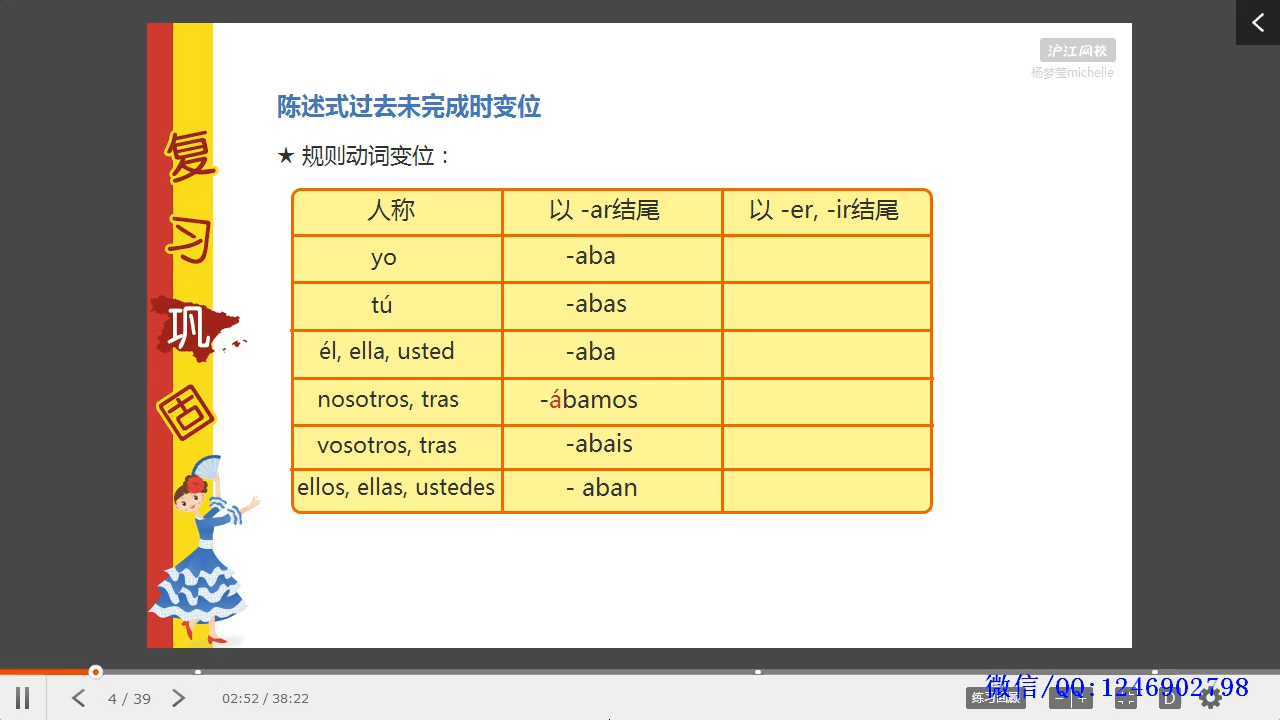 沪江网校
杨梦莹michelle
复习巩固
陈述式过去未完成时变位
★ 规则动词变位：
人称 以 -ar结尾 以 -er, -ir结尾
yo -aba
tú -abas
él, ella, usted -aba
nosotros, tras -ábamos
vosotros, tras -abais
ellos, ellas, ustedes - aban
4 / 39 02:52 / 38:22
微信/QQ:1246902798